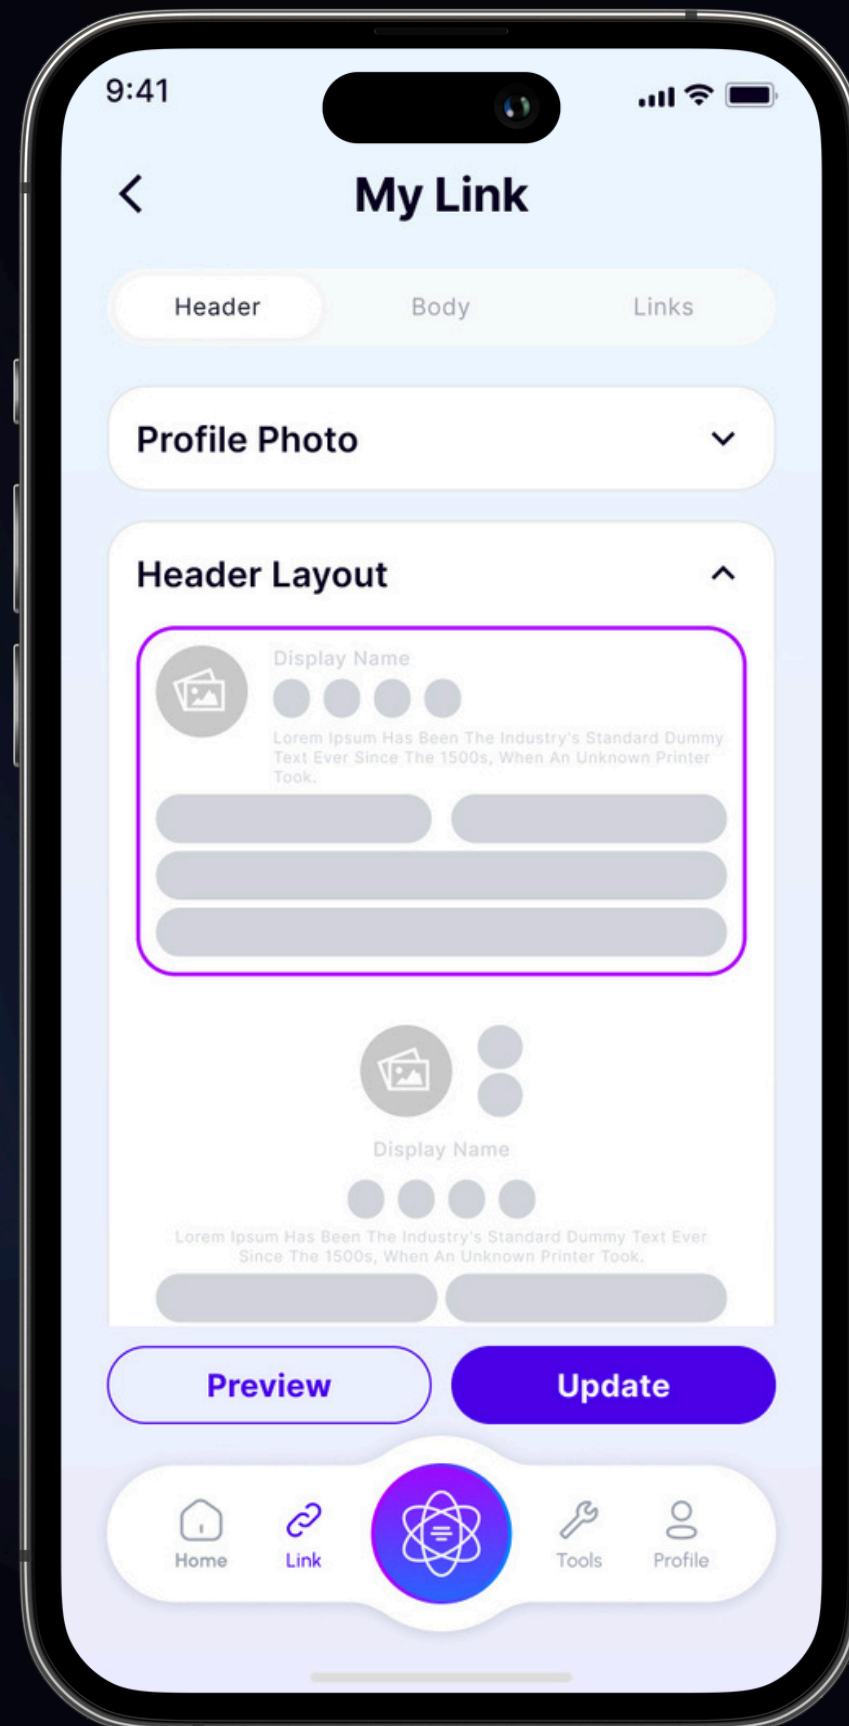 9:41
My Link
Header Body Links
Profile Photo
Header Layout
Display Name
Lorem Ipsum Has Been The Industry's Standard Dummy
Text Ever Since The 1500s, When An Unknown Printer
Took.
Display Name
Lorem Ipsum Has Been The Industry's Standard Dummy Text Ever
Since The 1500s, When An Unknown Printer Took.
Preview Update
Home Link Tools Profile